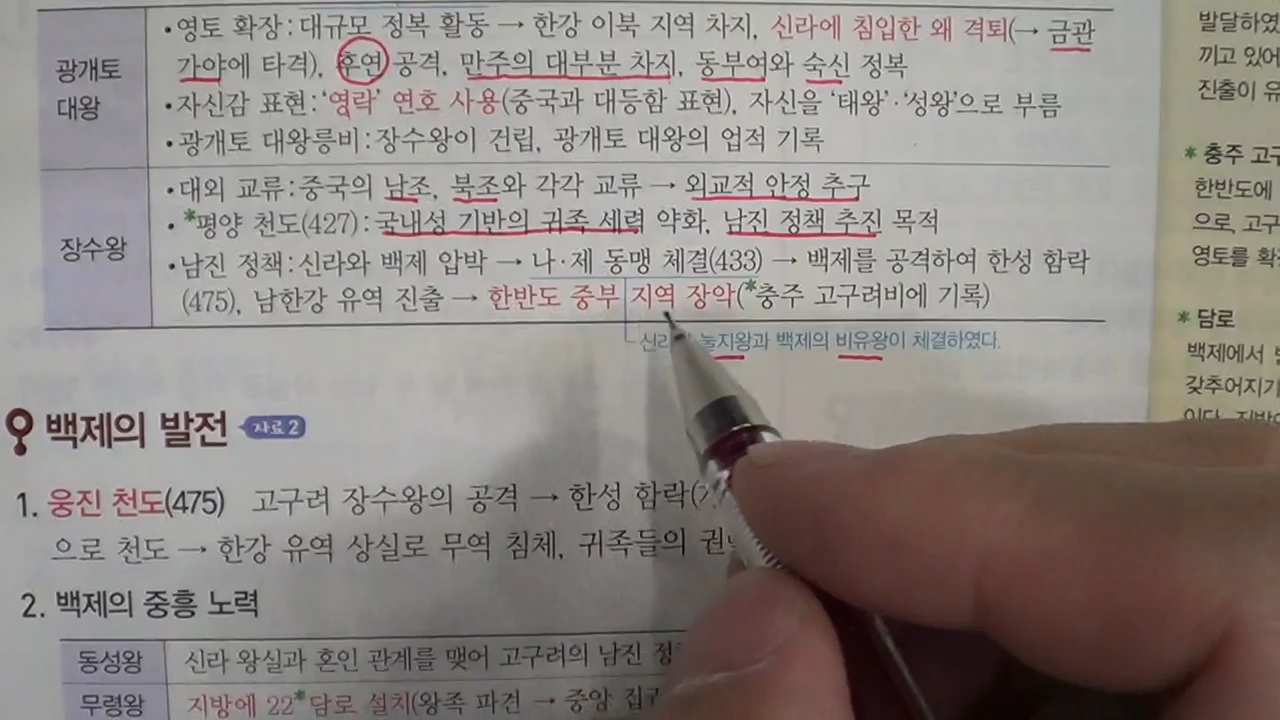 광개토
대왕
• 영토 확장 : 대규모 정복 활동 → 한강 이북 지역 차지, 신라에 침입한 왜 격퇴(→ 금관
가야에 타격), 후연 공격, 만주의 대부분 차지, 동부여와 숙신 정복
• 자신감 표현 : ‘영락’ 연호 사용(중국과 대등함 표현), 자신을 ‘태왕’·‘성왕’으로 부름
• 광개토 대왕릉비 : 장수왕이 건립, 광개토 대왕의 업적 기록
장수왕
• 대외 교류 : 중국의 남조, 북조와 각각 교류 → 외교적 안정 추구
• *평양 천도(427) : 국내성 기반의 귀족 세력 약화, 남진 정책 추진 목적
• 남진 정책 : 신라와 백제 압박 → 나·제 동맹 체결(433) → 백제를 공격하여 한성 함락
(475), 남한강 유역 진출 → 한반도 중부 지역 장악(*충주 고구려비에 기록)
눌지왕과 백제의 비유왕이 체결하였다.
백제의 발전 자료 2
1. 웅진 천도(475) 고구려 장수왕의 공격 → 한성 함락(
으로 천도 → 한강 유역 상실로 무역 침체, 귀족들의
2. 백제의 중흥 노력
동성왕 신라 왕실과 혼인 관계를 맺어 고구려의 남진
무령왕 지방에 22*담로 설치(왕족 파견 → 중앙
발달하였
끼고 있어
진출이
* 충주 고구
한반도에
으로, 고구
영토를
* 담로
백제에서
갖추어지기
이다.